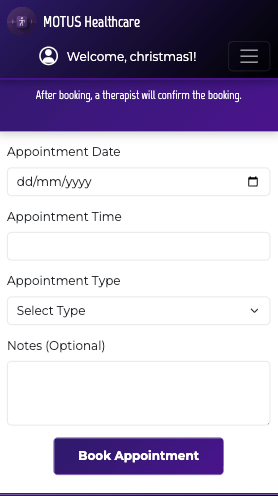 MOTUS Healthcare
Welcome, christmas1!
After booking, a therapist will confirm the booking.
Appointment Date
dd/mm/yyyy
Appointment Time
Appointment Type
Select Type
Notes (Optional)
Book Appointment